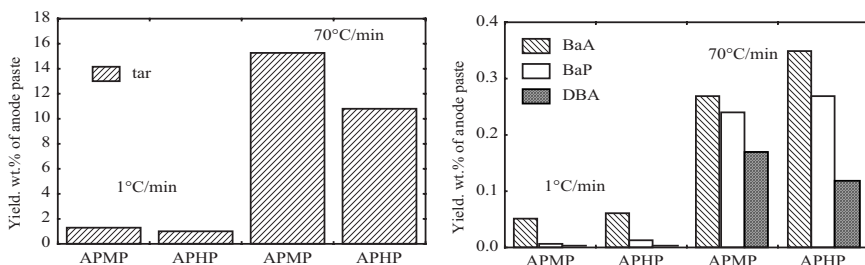 Yield. wt.% of anode paste
18
16
14
12
10
8
6
4
2
0
tar
70°C/min
1°C/min
APMP APHP APMP APHP
Yield. wt.% of anode paste
0.4
0.3
0.2
0.1
0.0
BaA
BaP
DBA
70°C/min
1°C/min
APMP APHP APMP APHP